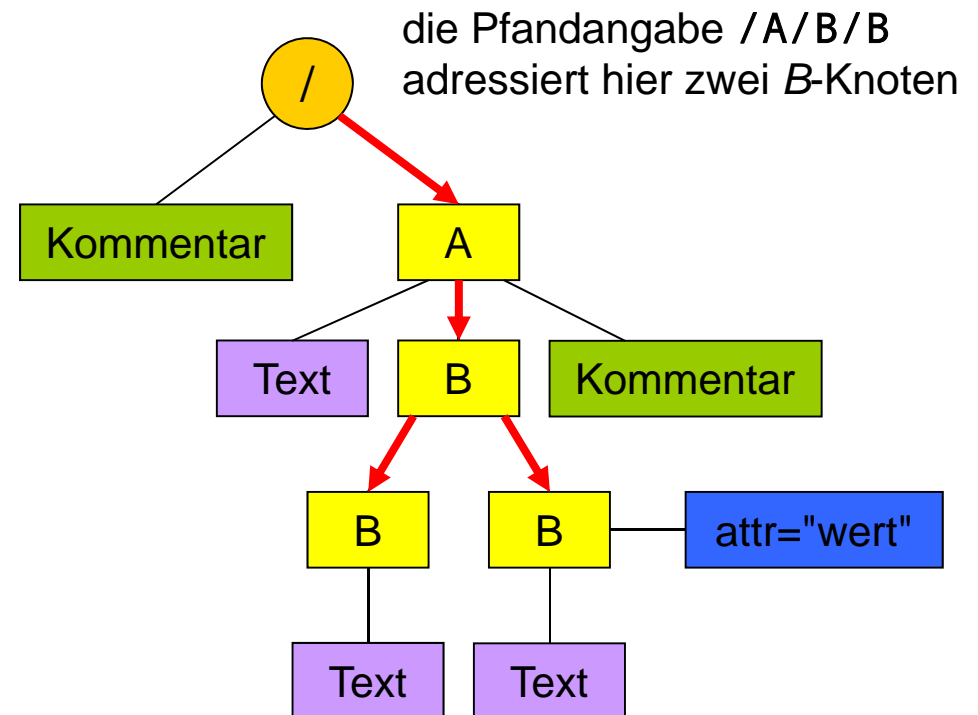 die Pfandangabe /A/B/B
adressiert hier zwei B-Knoten
/
Kommentar
A
Text
B
Kommentar
B
B
attr="wert"
Text
Text